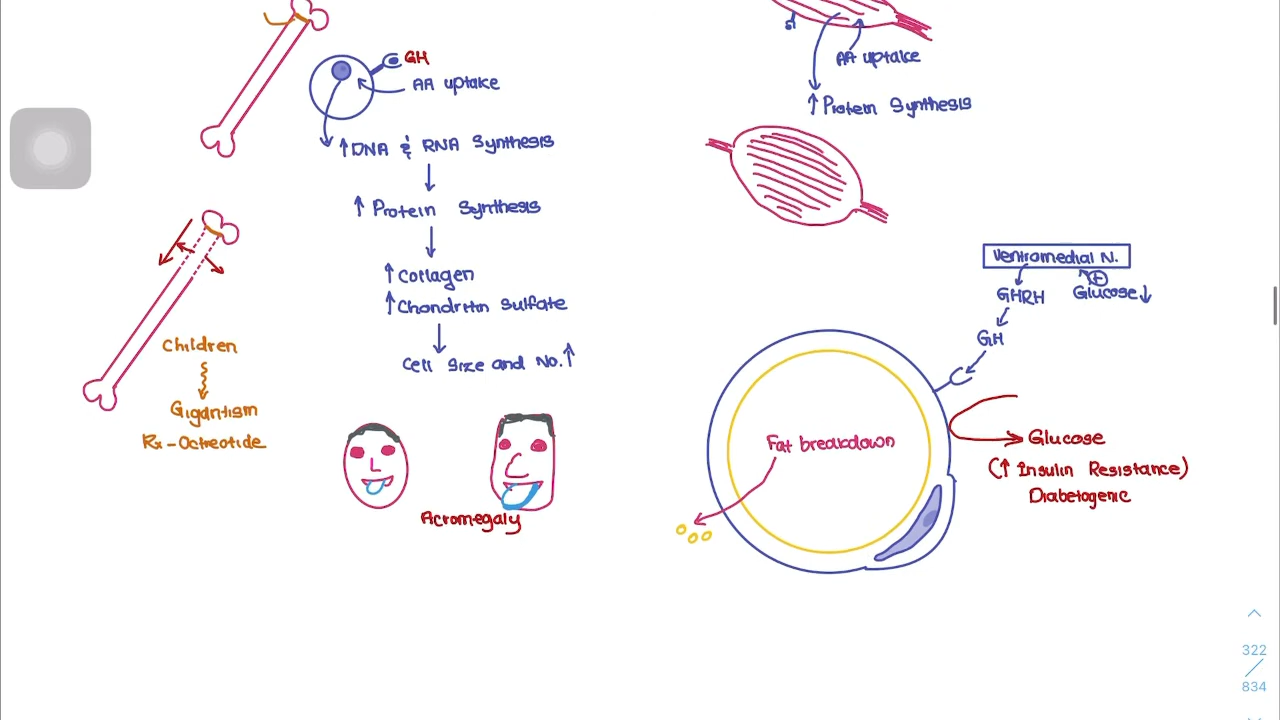 GH
AA uptake
↑DNA & RNA Synthesis
↑ Protein Synthesis
↑ Collagen
↑ Chondritin Sulfate
Cell Size and No.↑
Children
Gigantism
Rx - Octreotide
Acromegaly
AA uptake
↑ Protein Synthesis
Ventromedial N.
GHRH
+
Glucose↓
GH
Fat breakdown
Glucose
(↑ Insulin Resistance)
Diabetogenic
322
834